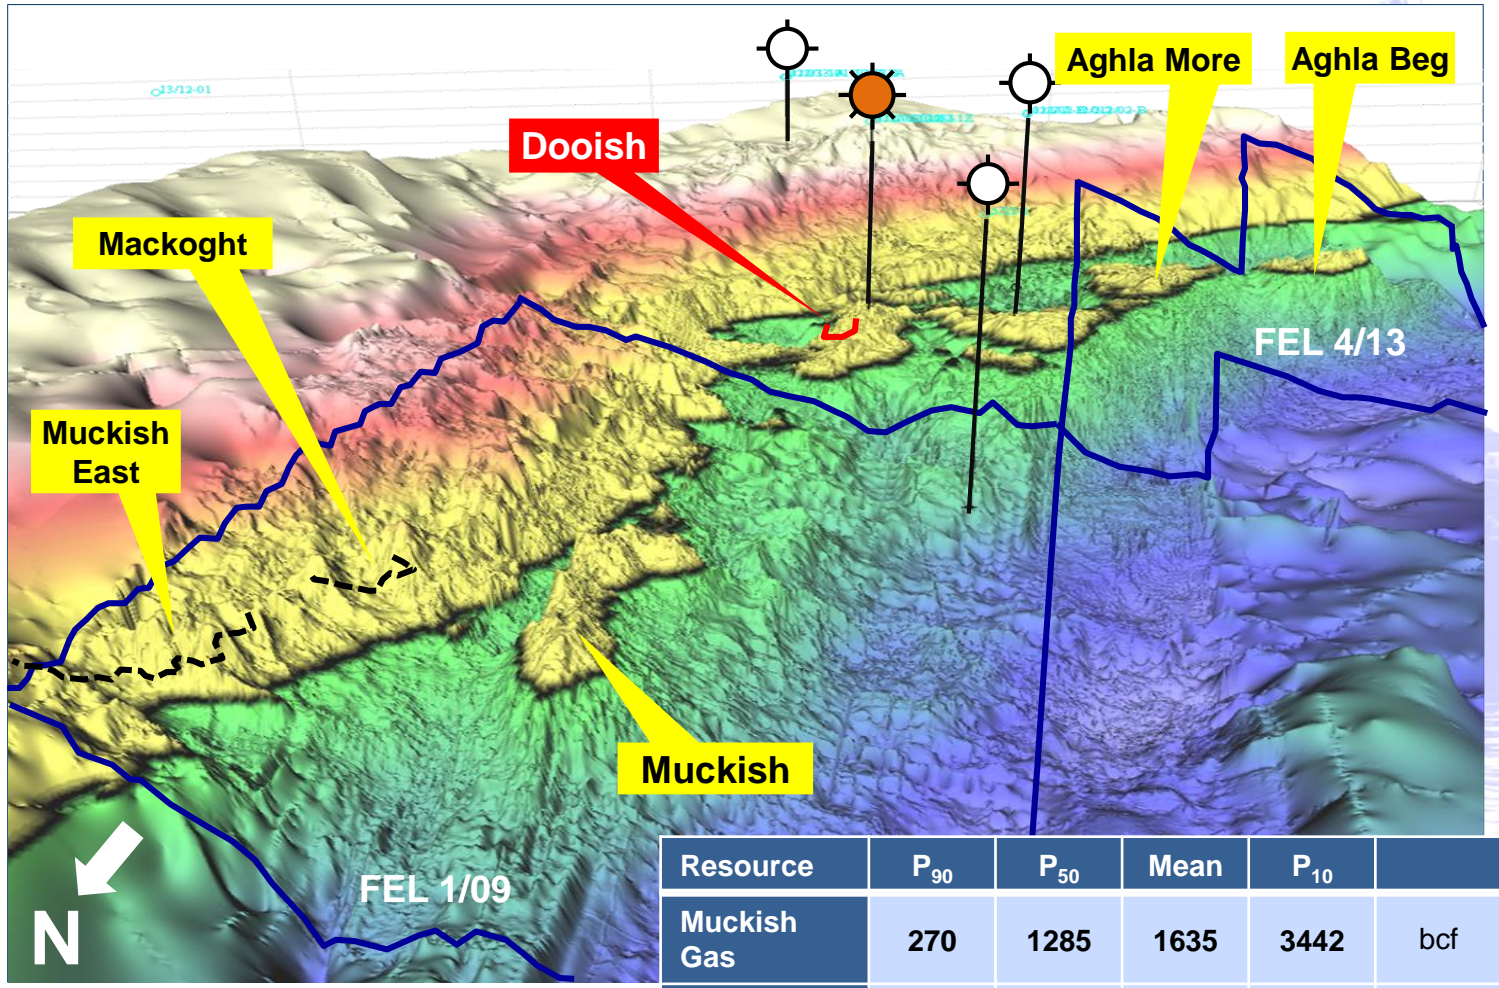 13/12-01
Aghla More
Aghla Beg
Dooish
Mackoght
Muckish
East
FEL 4/13
Muckish
FEL 1/09
N
Resource P90 P50 Mean P10
Muckish
Gas 270 1285 1635 3442 bcf